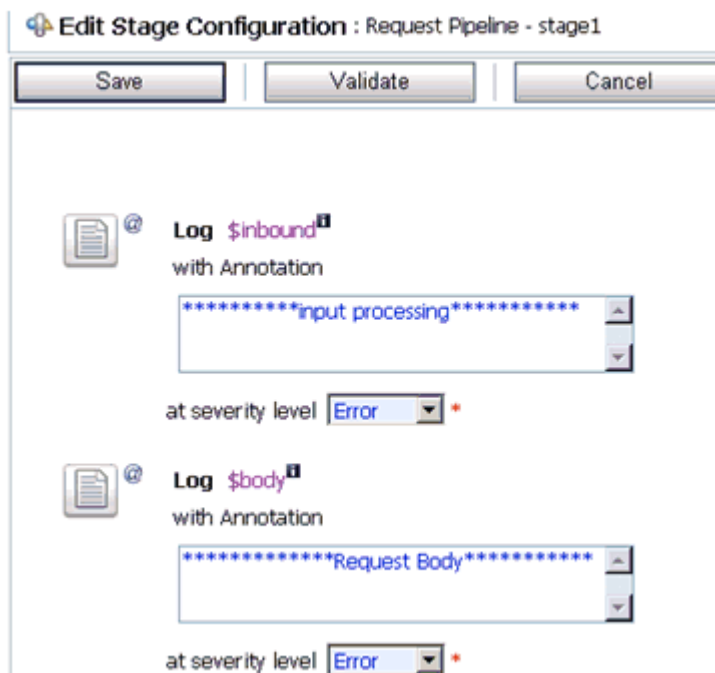 Edit Stage Configuration : Request Pipeline - stage1
Save Validate Cancel
@ Log $inbound i
with Annotation
**********input processing***********
at severity level Error *
@ Log $body i
with Annotation
*************Request Body***********
at severity level Error *